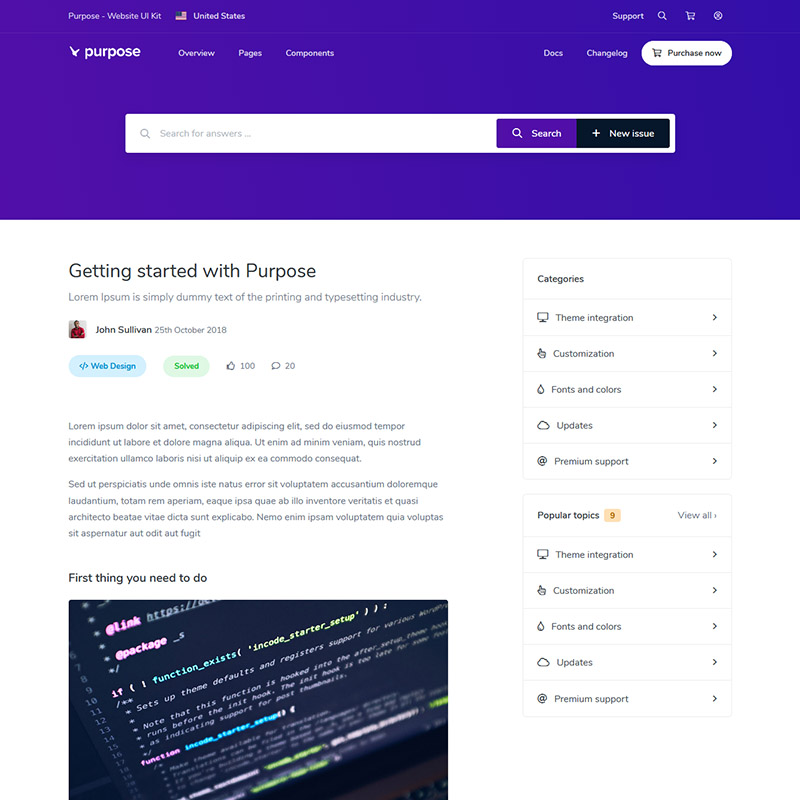 Purpose - Website UI Kit United States Support
purpose Overview Pages Components Docs Changelog Purchase now
Search for answers ... Search New issue
Getting started with Purpose
Lorem Ipsum is simply dummy text of the printing and typesetting industry.
John Sullivan 25th October 2018
</> Web Design Solved 100 20
Lorem ipsum dolor sit amet, consectetur adipiscing elit, sed do eiusmod tempor
incididunt ut labore et dolore magna aliqua. Ut enim ad minim veniam, quis nostrud
exercitation ullamco laboris nisi ut aliquip ex ea commodo consequat.
Sed ut perspiciatis unde omnis iste natus error sit voluptatem accusantium doloremque
laudantium, totam rem aperiam, eaque ipsa quae ab illo inventore veritatis et quasi
architecto beatae vitae dicta sunt explicabo. Nemo enim ipsam voluptatem quia voluptas
sit aspernatur aut odit aut fugit
First thing you need to do
* @link https://
* @package _s
*/
if ( ! function_exists( 'incode_starter_setup' ) ) :
/**
* Sets up theme defaults and registers support for various WordPress
*
* Note that this function is hooked into the after_setup_theme hook
* runs before the init hook. The init hook is too late for some
* as indicating support for post thumbnails.
*/
function incode_starter_setup() {
Categories
Theme integration
Customization
Fonts and colors
Updates
@ Premium support
Popular topics 9 View all ›
Theme integration
Customization
Fonts and colors
Updates
@ Premium support